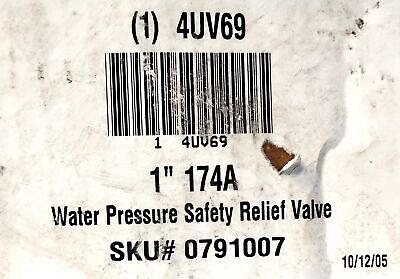 (1) 4UV69
1 4UV69
1" 174A
Water Pressure Safety Relief Valve
SKU# 0791007
10/12/05